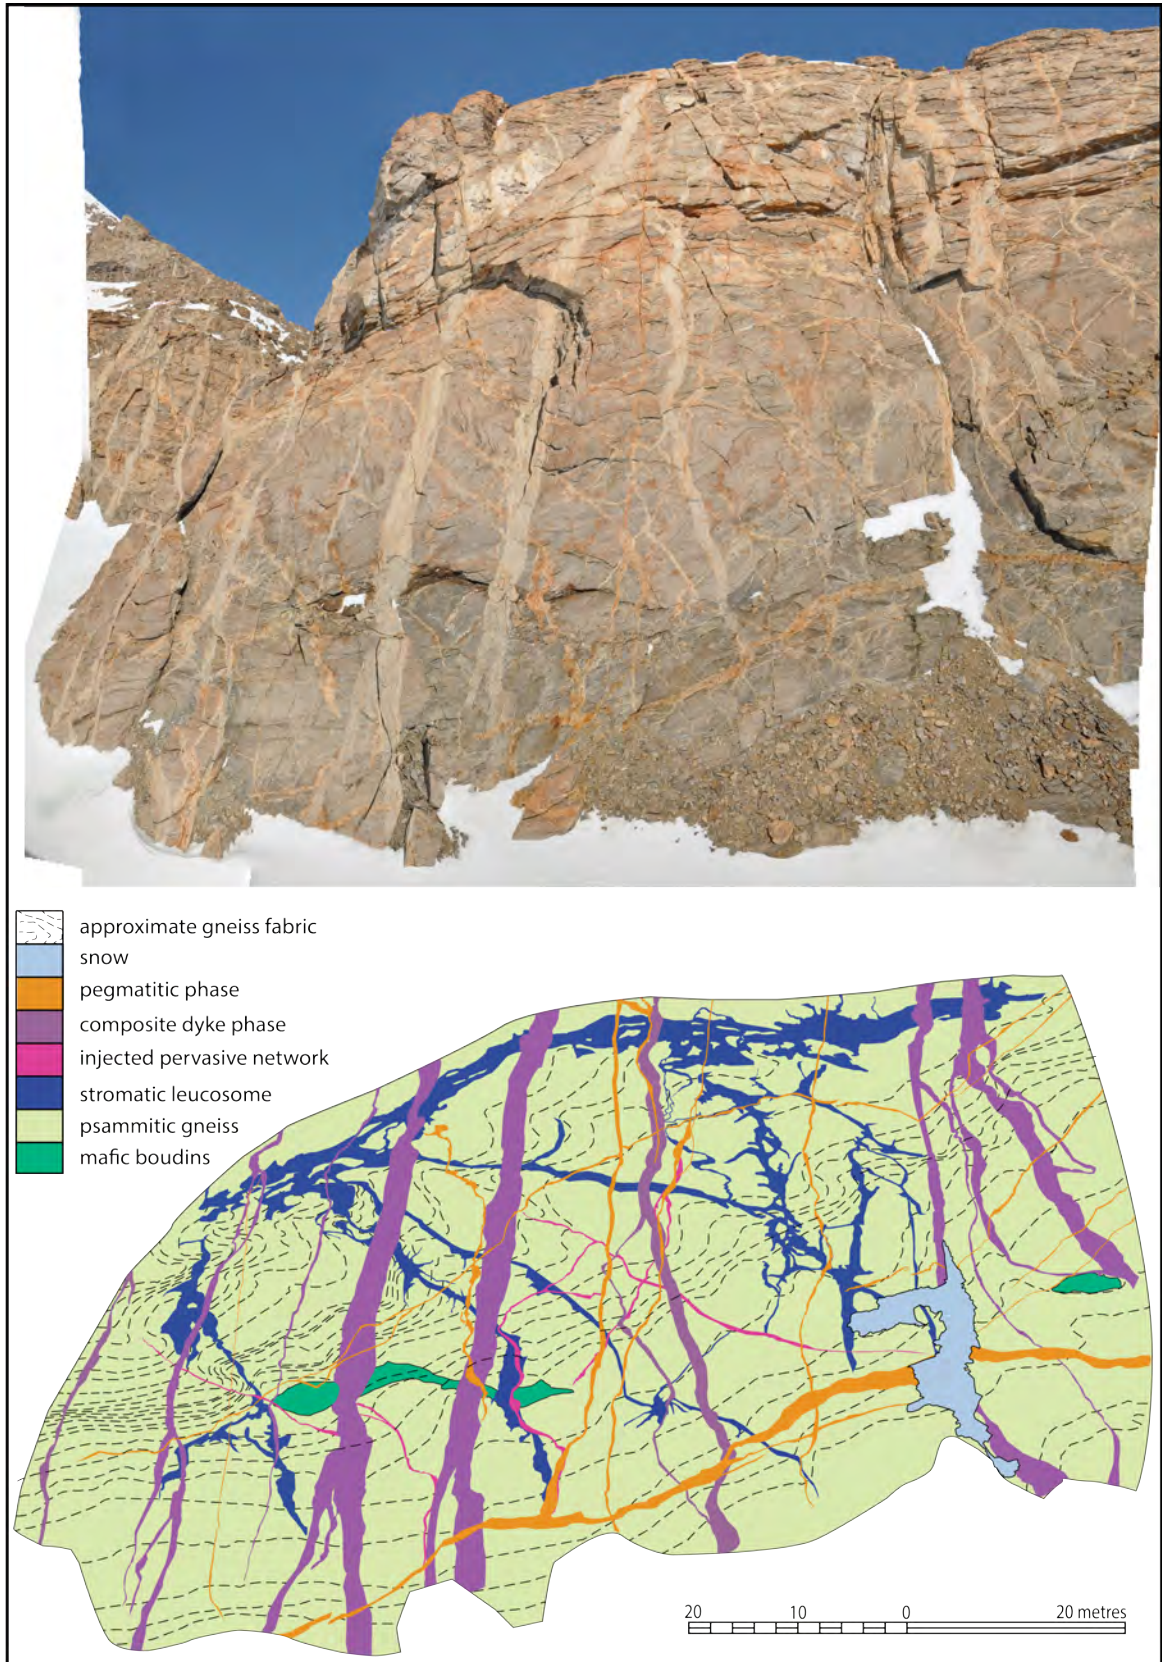 approximate gneiss fabric
snow
pegmatitic phase
composite dyke phase
injected pervasive network
stromatic leucosome
psammitic gneiss
mafic boudins
20 10 0 20 metres